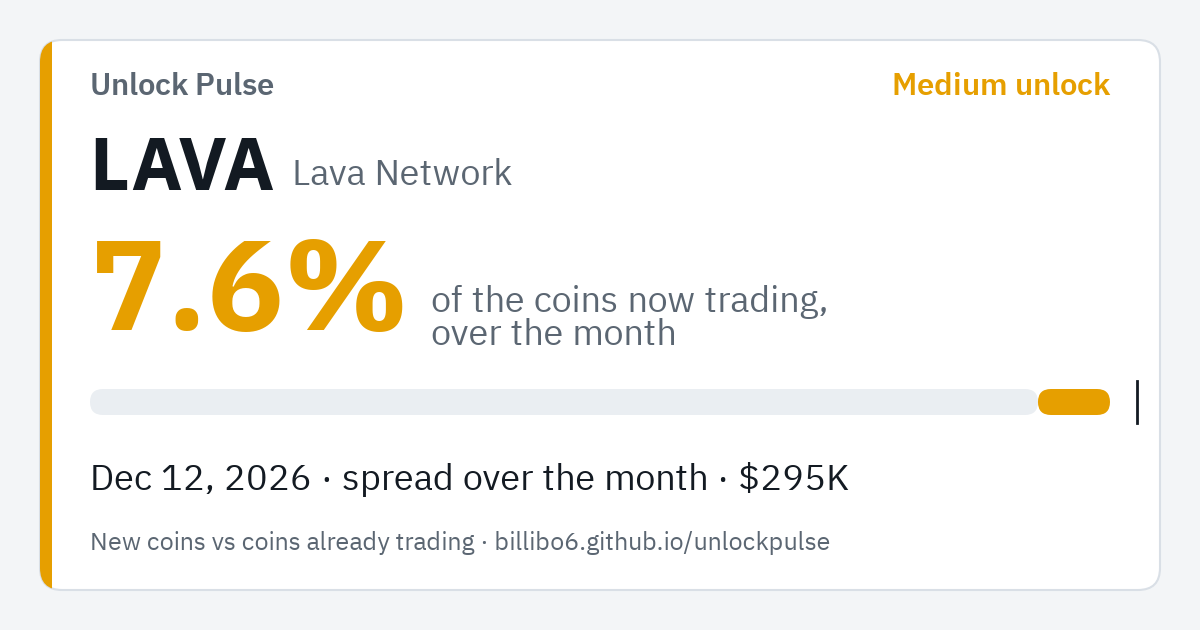 Unlock Pulse
Medium unlock
LAVA Lava Network
7.6% of the coins now trading,
over the month
Dec 12, 2026 · spread over the month · $295K
New coins vs coins already trading · billibo6.github.io/unlockpulse